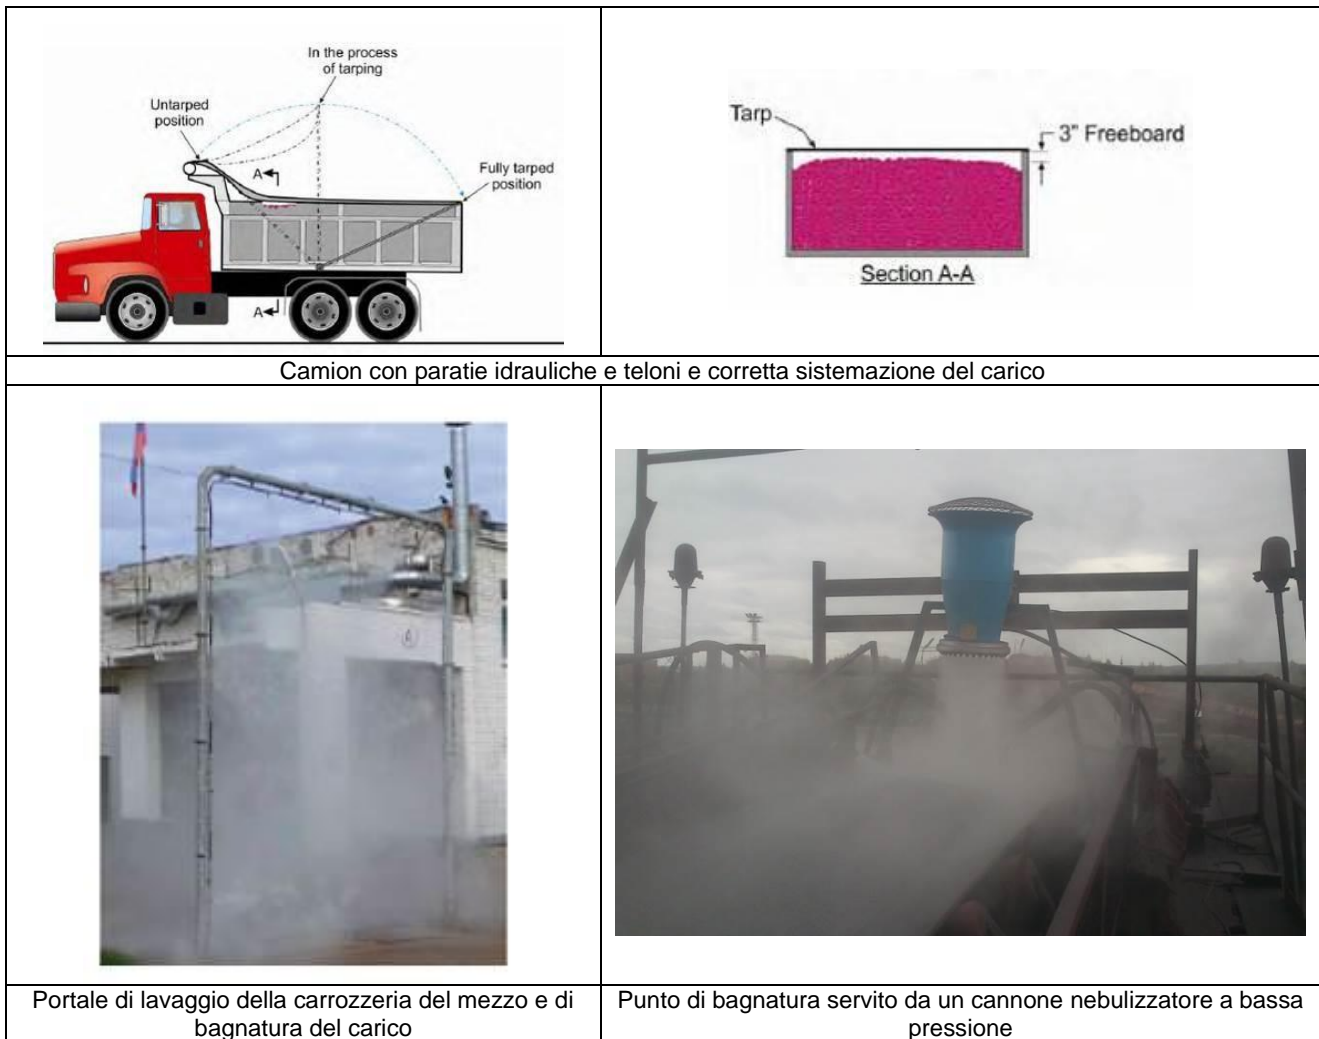 In the process
of tarping
Untarped
position
A
Fully tarped
position
A
Tarp
3" Freeboard
Section A-A
Camion con paratie idrauliche e teloni e corretta sistemazione del carico
Portale di lavaggio della carrozzeria del mezzo e di
bagnatura del carico
Punto di bagnatura servito da un cannone nebulizzatore a bassa
pressione